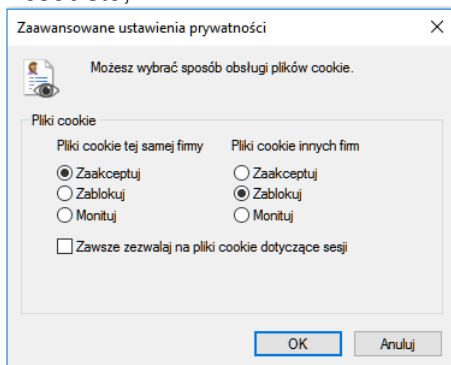 Zaawansowane ustawienia prywatności
Możesz wybrać sposób obsługi plików cookie.
Pliki cookie
Pliki cookie tej samej firmy Pliki cookie innych firm
Zaakceptuj Zaakceptuj
Zablokuj Zablokuj
Monituj Monituj
Zawsze zezwalaj na pliki cookie dotyczące sesji
OK Anuluj